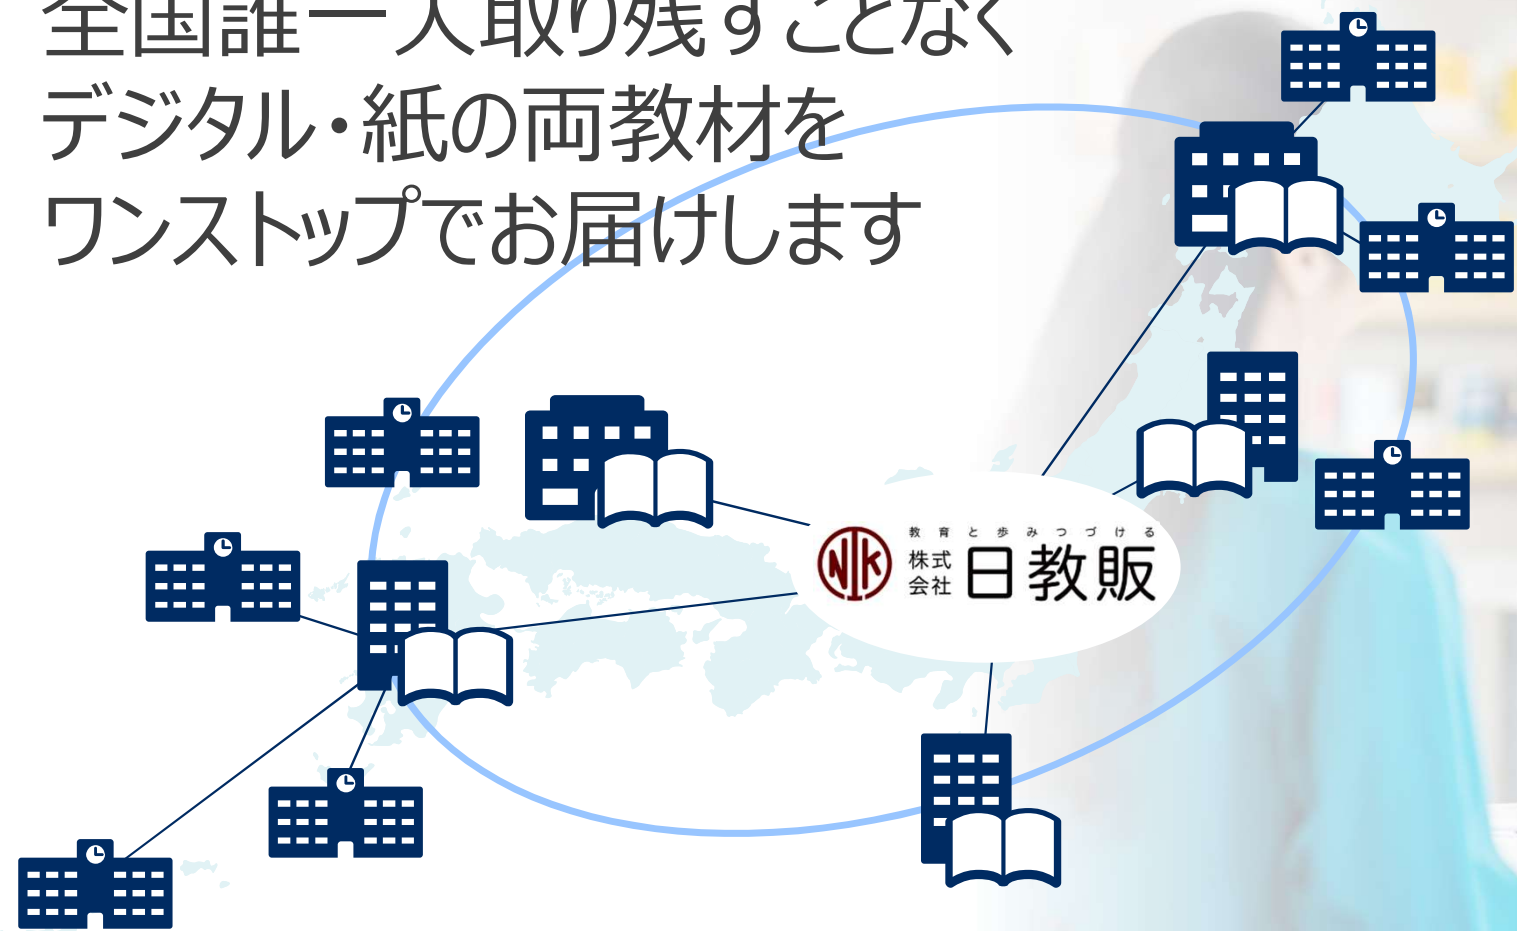 全国誰一人取り残すことなく
デジタル・紙の両教材を
ワンストップでお届けします
教育と歩みつづける
NIK 株式会社 日教販